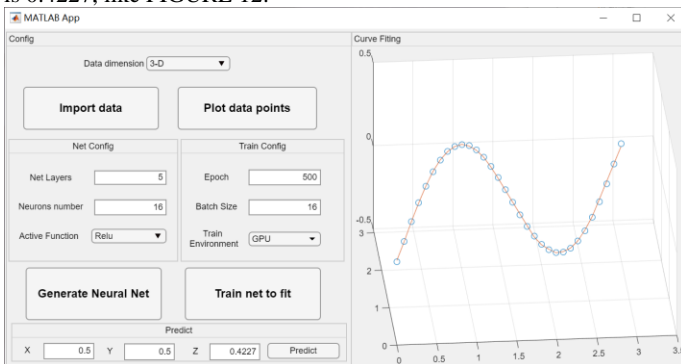 is 0.4227, like FIGURE 12.
MATLAB App
Config
Data dimension 3-D
Import data
Plot data points
Net Config
Net Layers 5
Neurons number 16
Active Function Relu
Train Config
Epoch 500
Batch Size 16
Train Environment GPU
Generate Neural Net
Train net to fit
Predict
X 0.5 Y 0.5 Z 0.4227 Predict
Curve Fiting
0.5
0
-0.5
3
2
1
0
0 0.5 1 1.5 2 2.5 3 3.5